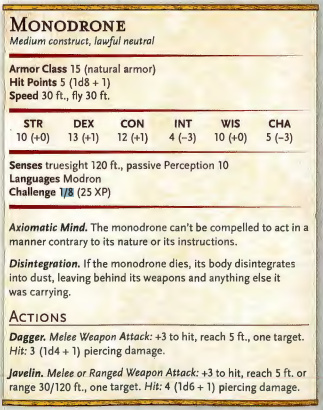 MONODRONE
Medium construct, lawful neutral
Armor Class 15 (natural armor)
Hit Points 5 (1d8 + 1)
Speed 30 ft., fly 30 ft.
STR DEX CON INT WIS CHA
10 (+0) 13 (+1) 12 (+1) 4 (−3) 10 (+0) 5 (−3)
Senses truesight 120 ft., passive Perception 10
Languages Modron
Challenge 1/8 (25 XP)
Axiomatic Mind. The monodrone can't be compelled to act in a
manner contrary to its nature or its instructions.
Disintegration. If the monodrone dies, its body disintegrates
into dust, leaving behind its weapons and anything else it
was carrying.
ACTIONS
Dagger. Melee Weapon Attack: +3 to hit, reach 5 ft., one target.
Hit: 3 (1d4 + 1) piercing damage.
Javelin. Melee or Ranged Weapon Attack: +3 to hit, reach 5 ft. or
range 30/120 ft., one target. Hit: 4 (1d6 + 1) piercing damage.